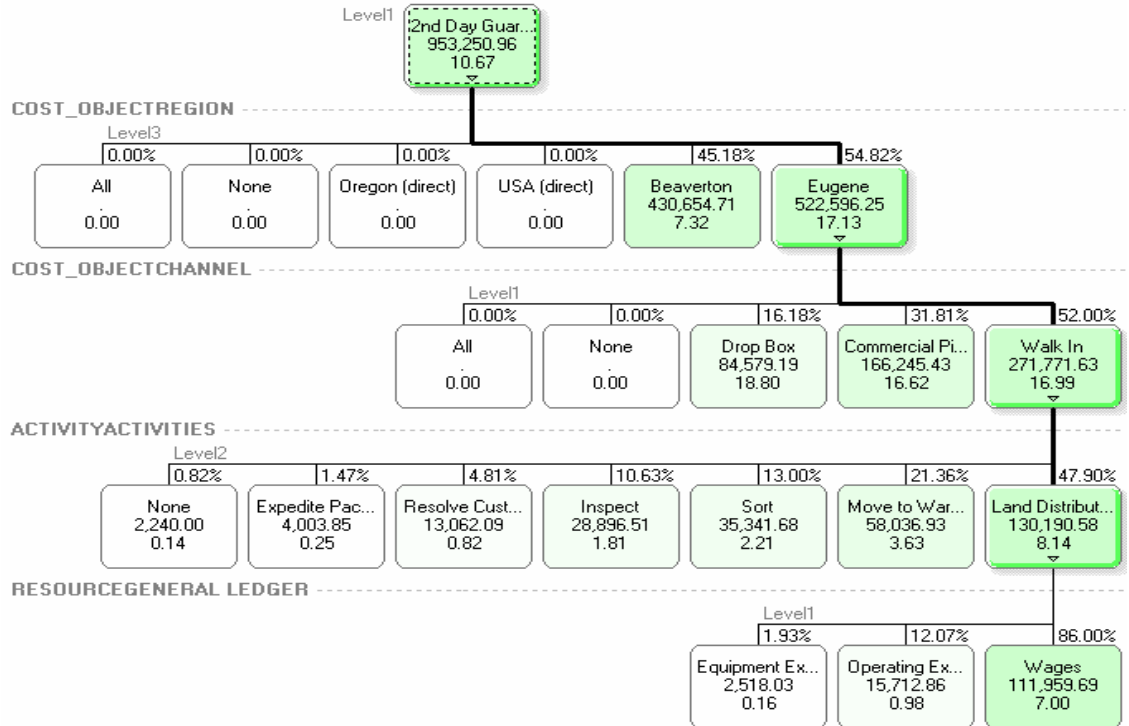 Level1
2nd Day Guar...
953,250.96
10.67
COST_OBJECTREGION
Level3
0.00% 0.00% 0.00% 0.00% 45.18% 54.82%
All None Oregon (direct) USA (direct) Beaverton Eugene
. . . . 430,654.71 522,596.25
0.00 0.00 0.00 0.00 7.32 17.13
COST_OBJECTCHANNEL
Level1
0.00% 0.00% 16.18% 31.81% 52.00%
All None Drop Box Commercial Pi... Walk In
. . 84,579.19 166,245.43 271,771.63
0.00 0.00 18.80 16.62 16.99
ACTIVITYACTIVITIES
Level2
0.82% 1.47% 4.81% 10.63% 13.00% 21.36% 47.90%
None Expedite Pac... Resolve Cust... Inspect Sort Move to War... Land Distribut...
2,240.00 4,003.85 13,062.09 28,896.51 35,341.68 58,036.93 130,190.58
0.14 0.25 0.82 1.81 2.21 3.63 8.14
RESOURCEGENERAL LEDGER
Level1
1.93% 12.07% 86.00%
Equipment Ex... Operating Ex... Wages
2,518.03 15,712.86 111,959.69
0.16 0.98 7.00